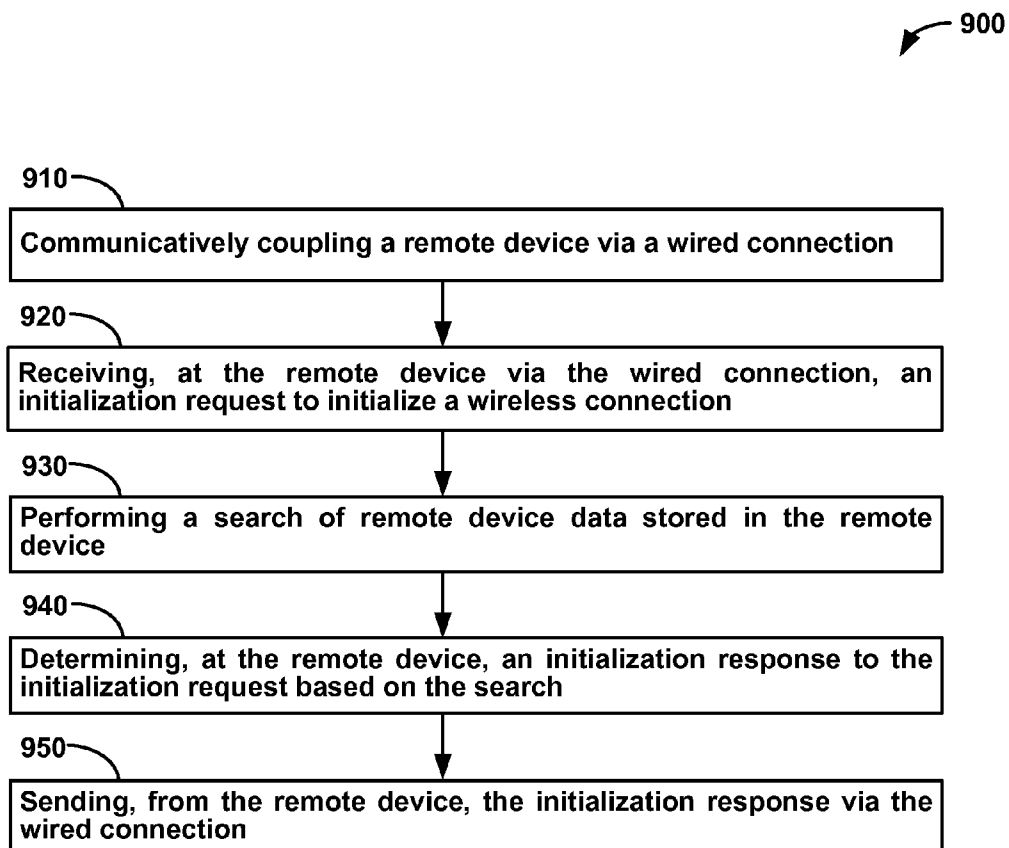 900
910
Communicatively coupling a remote device via a wired connection
920
Receiving, at the remote device via the wired connection, an
initialization request to initialize a wireless connection
930
Performing a search of remote device data stored in the remote
device
940
Determining, at the remote device, an initialization response to the
initialization request based on the search
950
Sending, from the remote device, the initialization response via the
wired connection